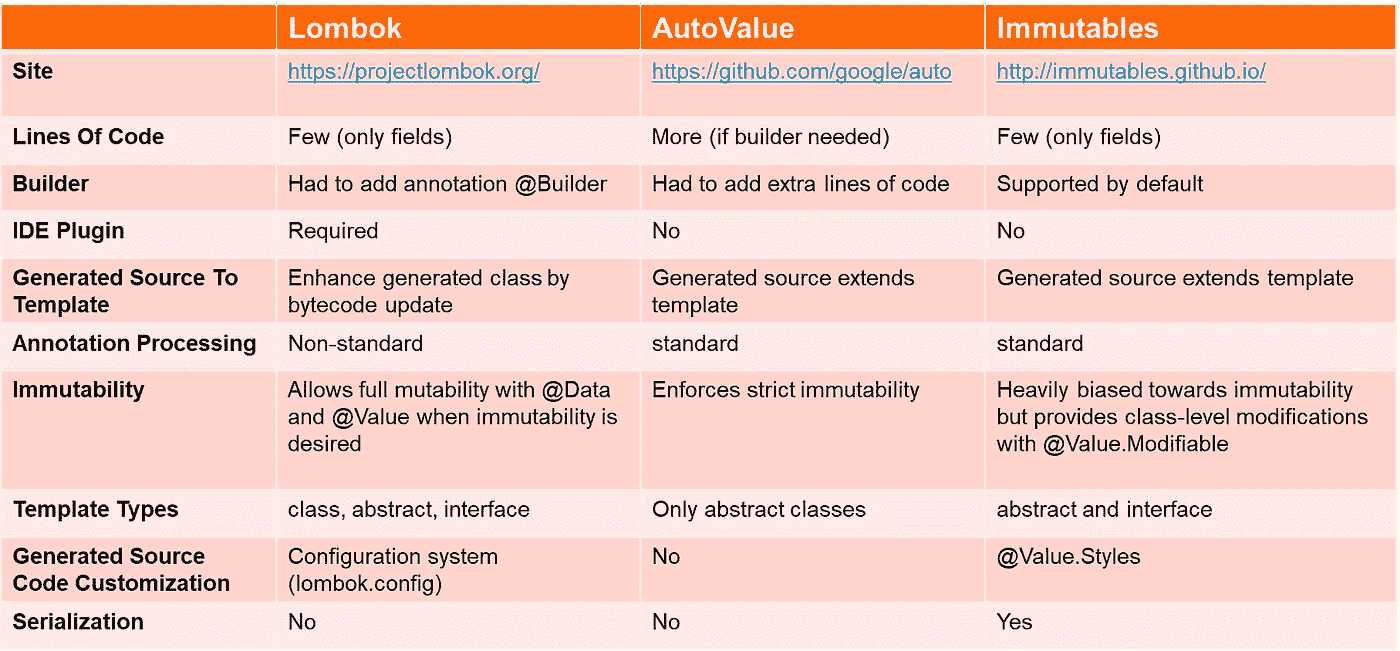 Lombok AutoValue Immutables
Site https://projectlombok.org/ https://github.com/google/auto http://immutables.github.io/
Lines Of Code Few (only fields) More (if builder needed) Few (only fields)
Builder Had to add annotation @Builder Had to add extra lines of code Supported by default
IDE Plugin Required No No
Generated Source To Enhance generated class by Generated source extends Generated source extends template
Template bytecode update template
Annotation Processing Non-standard standard standard
Immutability Allows full mutability with @Data Enforces strict immutability Heavily biased towards immutability
and @Value when immutability is but provides class-level modifications
desired with @Value.Modifiable
Template Types class, abstract, interface Only abstract classes abstract and interface
Generated Source Configuration system No @Value.Styles
Code Customization (lombok.config)
Serialization No No Yes